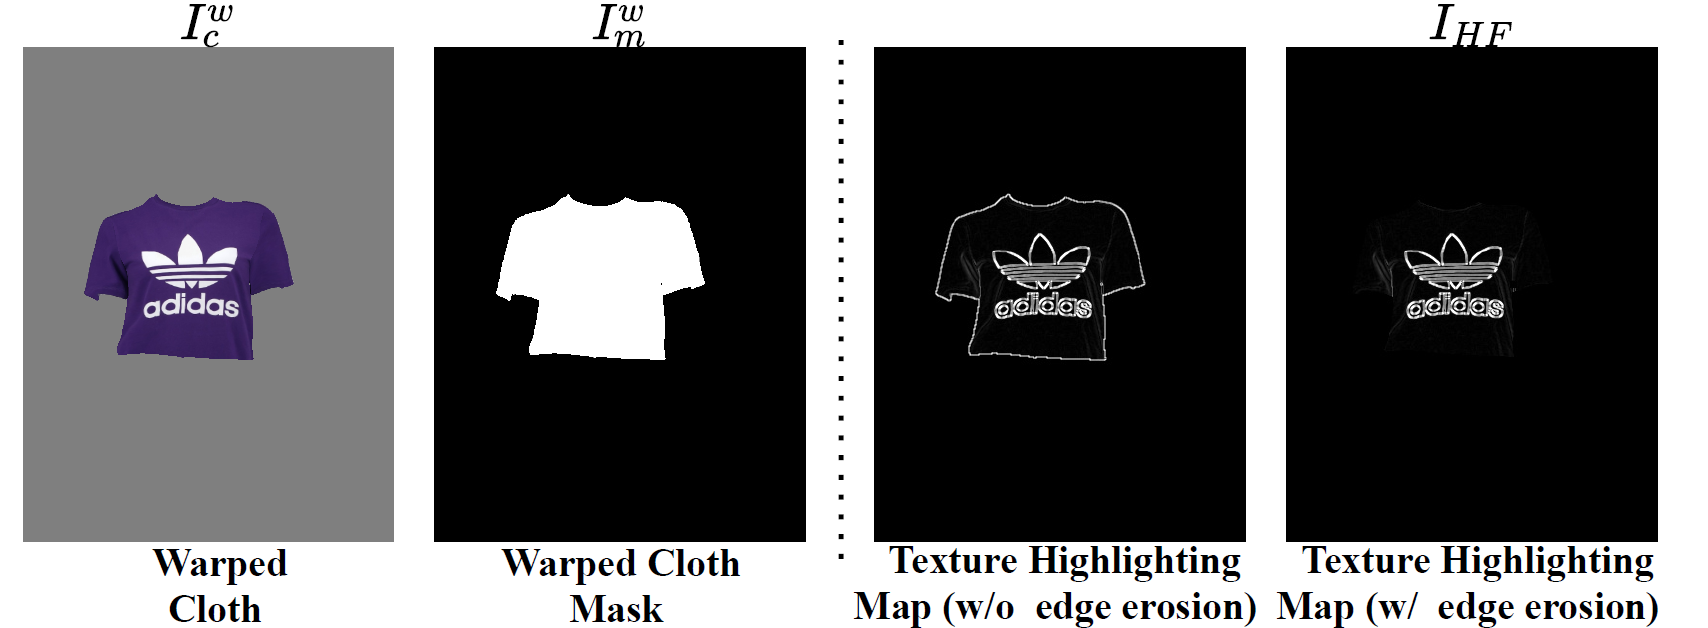 I_c^w
I_m^w
I_{HF}
adidas
adidas
adidas
Warped
Cloth
Warped Cloth
Mask
Texture Highlighting
Map (w/o edge erosion)
Texture Highlighting
Map (w/ edge erosion)